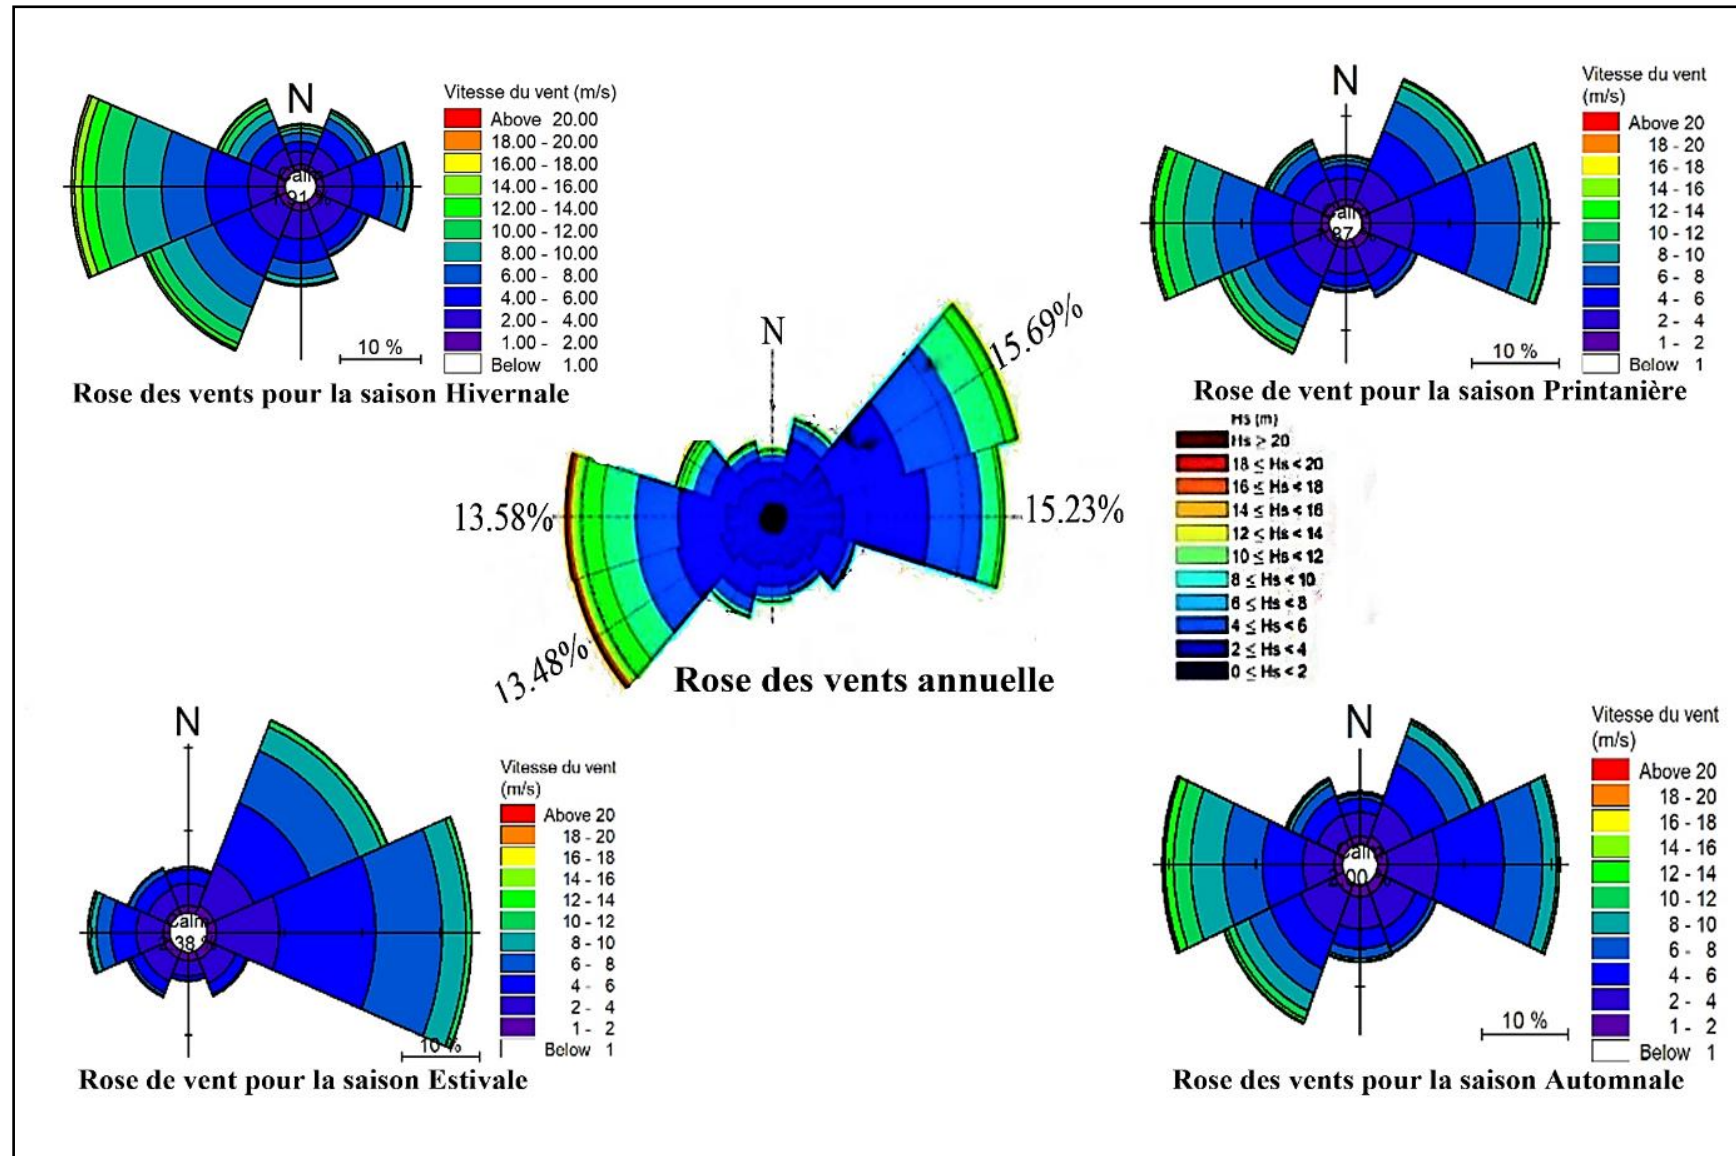 N
Vitesse du vent (m/s)
Above 20.00
18.00 - 20.00
16.00 - 18.00
14.00 - 16.00
12.00 - 14.00
10.00 - 12.00
8.00 - 10.00
6.00 - 8.00
4.00 - 6.00
2.00 - 4.00
1.00 - 2.00
Below 1.00
10 %
Rose des vents pour la saison Hivernale
N
Vitesse du vent
(m/s)
Above 20
18 - 20
16 - 18
14 - 16
12 - 14
10 - 12
8 - 10
6 - 8
4 - 6
2 - 4
1 - 2
Below 1
10 %
Rose de vent pour la saison Printanière
N
15.69%
13.58%
15.23%
13.48%
Rose des vents annuelle
Hs (m)
Hs ≥ 20
18 ≤ Hs < 20
16 ≤ Hs < 18
14 ≤ Hs < 16
12 ≤ Hs < 14
10 ≤ Hs < 12
8 ≤ Hs < 10
6 ≤ Hs < 8
4 ≤ Hs < 6
2 ≤ Hs < 4
0 ≤ Hs < 2
N
Vitesse du vent
(m/s)
Above 20
18 - 20
16 - 18
14 - 16
12 - 14
10 - 12
8 - 10
6 - 8
4 - 6
2 - 4
1 - 2
Below 1
10 %
Rose de vent pour la saison Estivale
N
Vitesse du vent
(m/s)
Above 20
18 - 20
16 - 18
14 - 16
12 - 14
10 - 12
8 - 10
6 - 8
4 - 6
2 - 4
1 - 2
Below 1
10 %
Rose des vents pour la saison Automnale